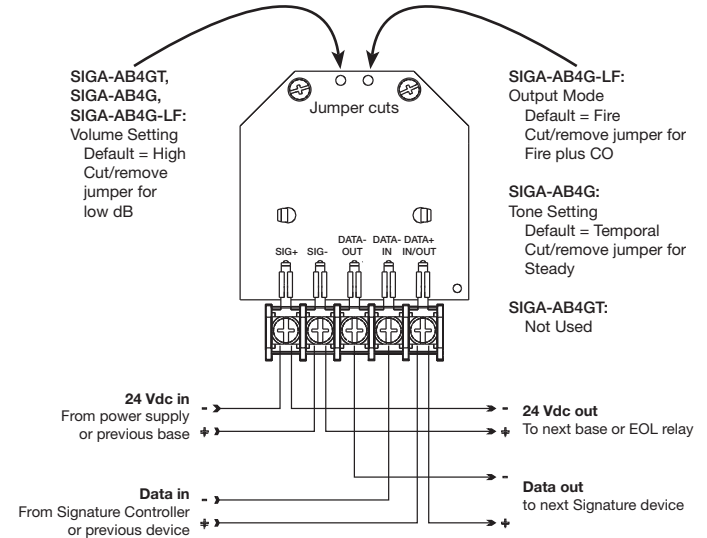 SIGA-AB4GT,
SIGA-AB4G,
SIGA-AB4G-LF:
Volume Setting
Default = High
Cut/remove
jumper for
low dB
Jumper cuts
SIGA-AB4G-LF:
Output Mode
Default = Fire
Cut/remove jumper for
Fire plus CO
SIGA-AB4G:
Tone Setting
Default = Temporal
Cut/remove jumper for
Steady
SIGA-AB4GT:
Not Used
SIG+
SIG-
DATA-
OUT
DATA-
IN
DATA+
IN/OUT
24 Vdc in
From power supply
or previous base
-
+
24 Vdc out
To next base or EOL relay
-
+
Data in
From Signature Controller
or previous device
-
+
Data out
to next Signature device
-
+